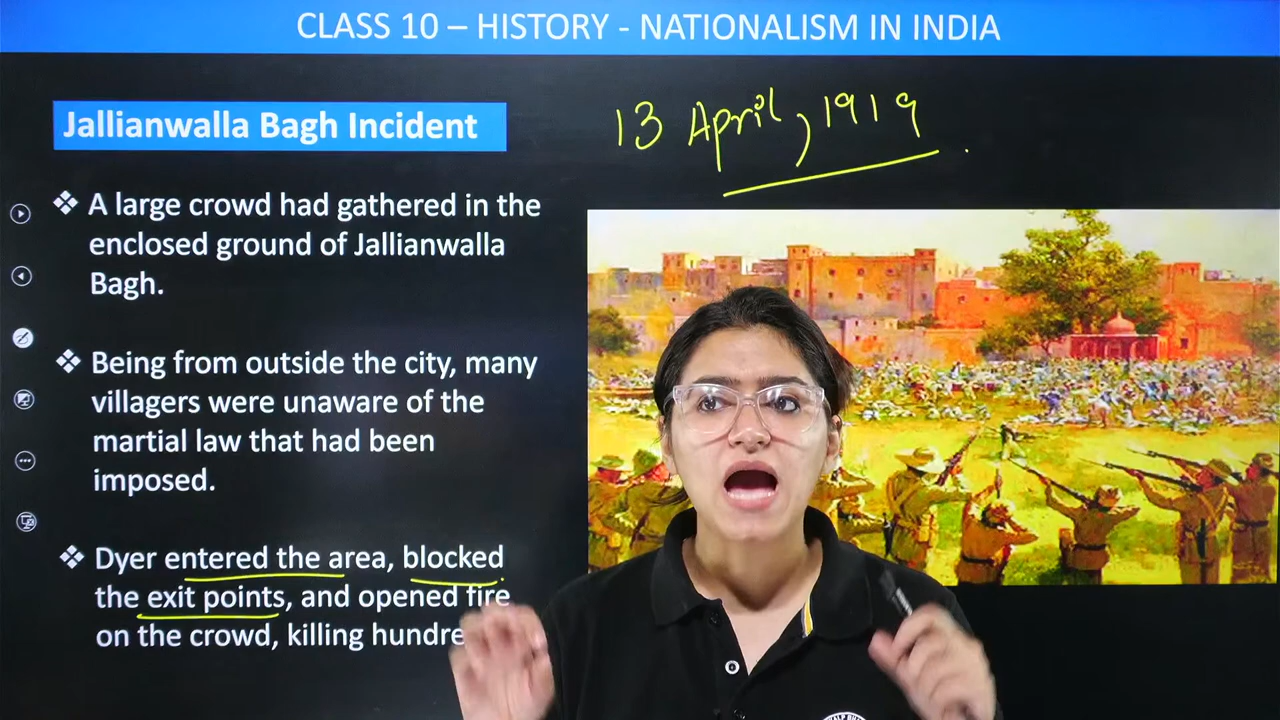 CLASS 10 – HISTORY - NATIONALISM IN INDIA
Jallianwalla Bagh Incident
13 April, 1919
❖ A large crowd had gathered in the
enclosed ground of Jallianwalla
Bagh.
❖ Being from outside the city, many
villagers were unaware of the
martial law that had been
imposed.
❖ Dyer entered the area, blocked
the exit points, and opened fire
on the crowd, killing hundre